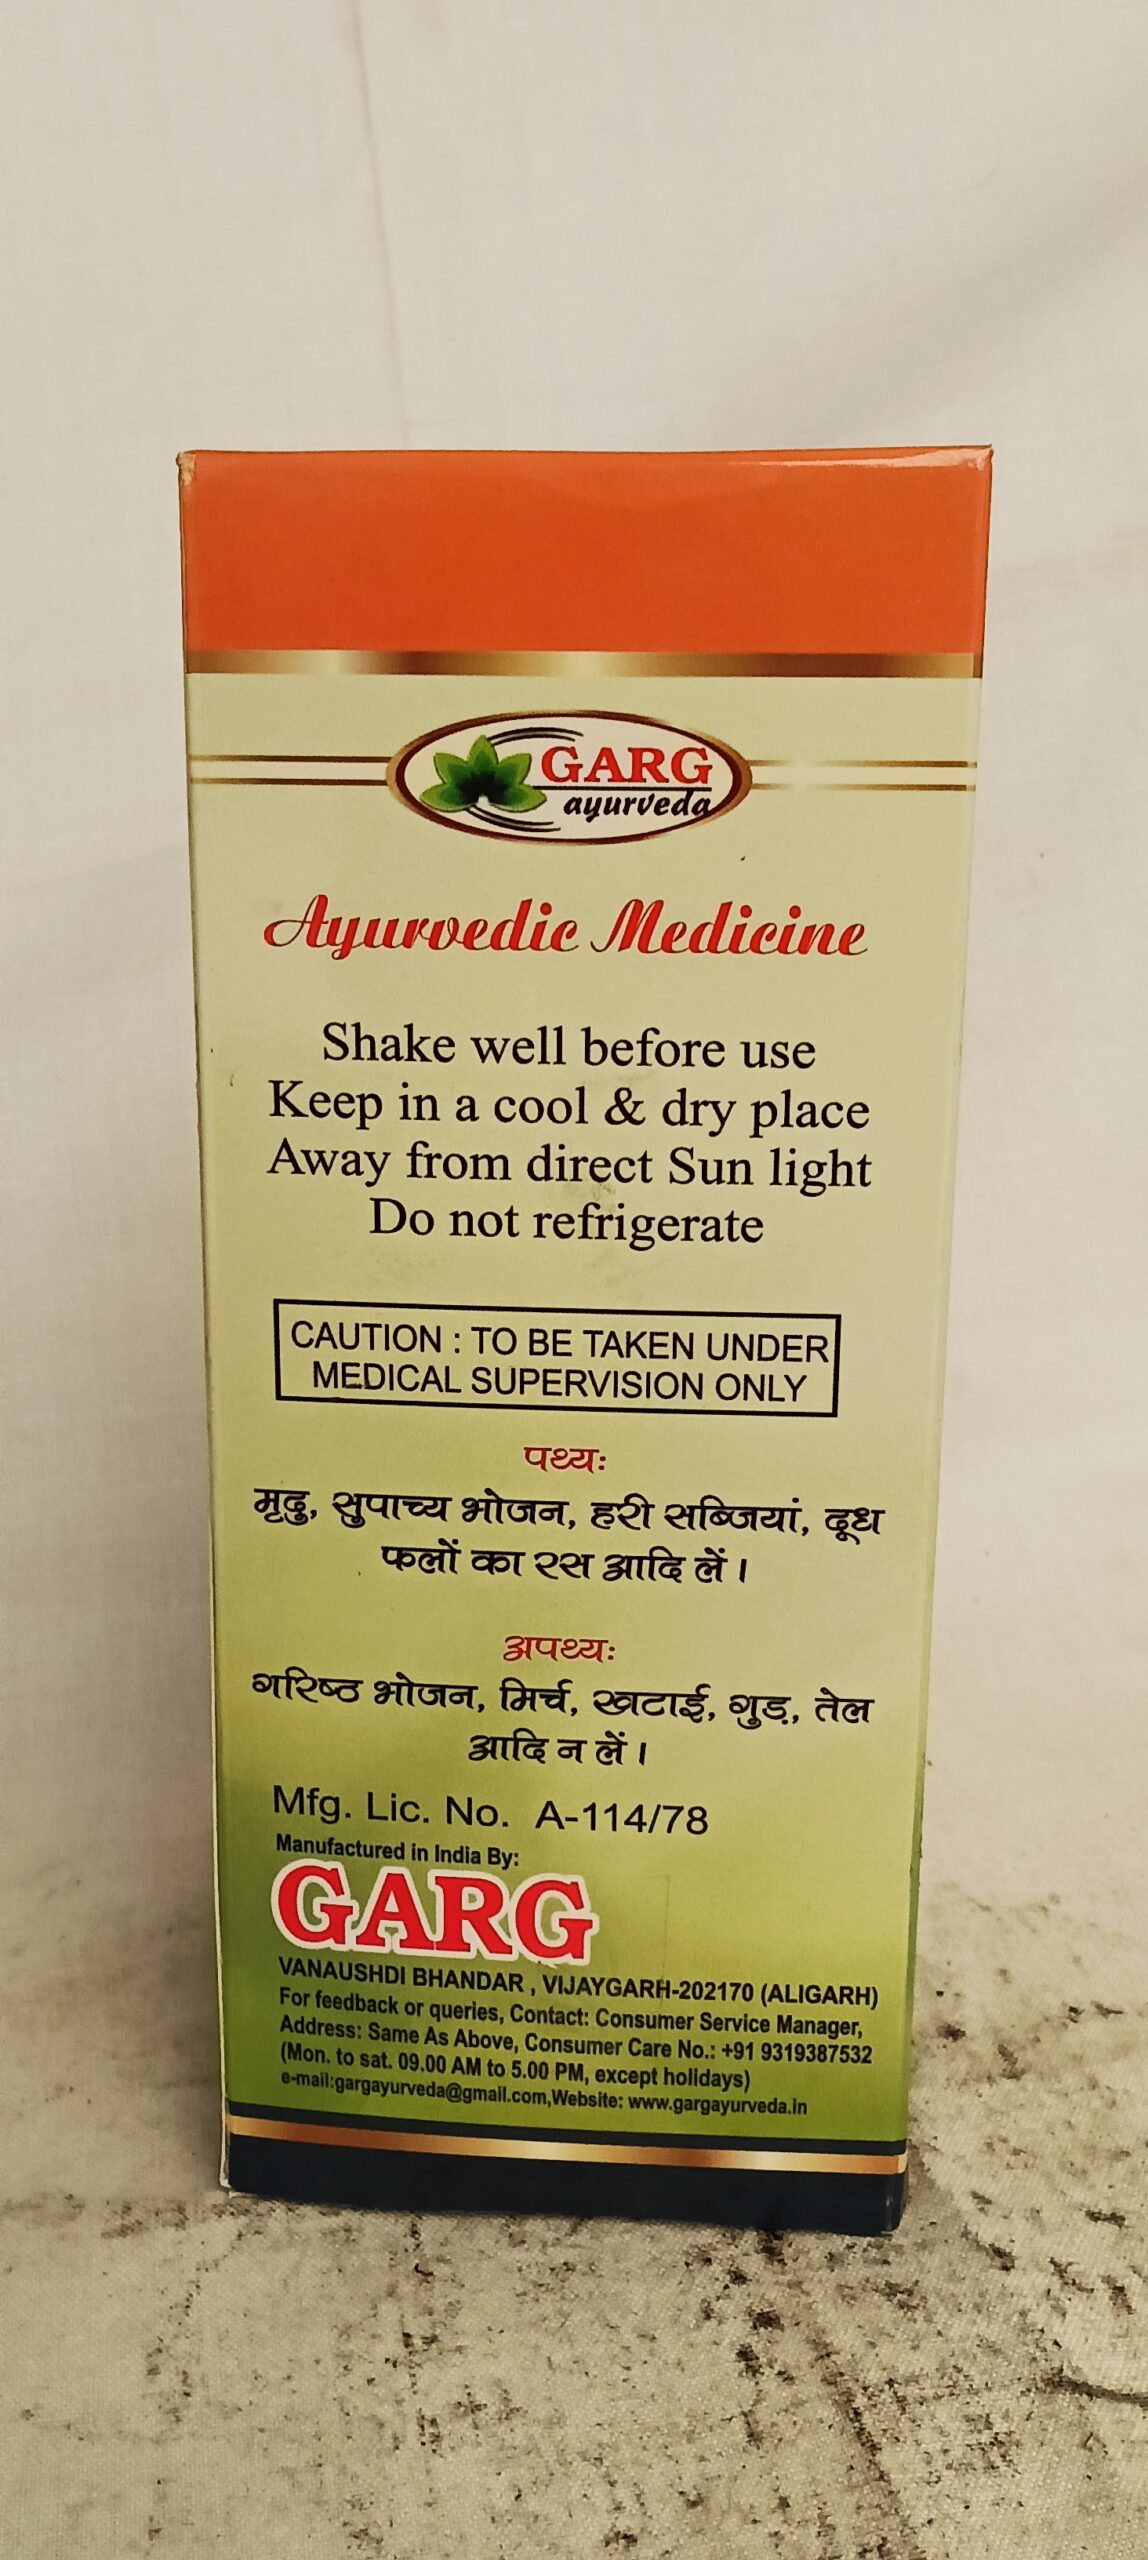 GARG
ayurveda
Ayurvedic Medicine
Shake well before use
Keep in a cool & dry place
Away from direct Sun light
Do not refrigerate
CAUTION : TO BE TAKEN UNDER
MEDICAL SUPERVISION ONLY
पथ्यः
मृदु, सुपाच्य भोजन, हरी सब्जियां, दूध
फलों का रस आदि लें।
अपथ्यः
गरिष्ठ भोजन, मिर्च, खटाई, गुड़, तेल
आदि न लें।
Mfg. Lic. No. A-114/78
Manufactured in India By:
GARG
VANAUSHDI BHANDAR , VIJAYGARH-202170 (ALIGARH)
For feedback or queries, Contact: Consumer Service Manager,
Address: Same As Above, Consumer Care No.: +91 9319387532
(Mon. to sat. 09.00 AM to 5.00 PM, except holidays)
e-mail:gargayurveda@gmail.com,Website: www.gargayurveda.in